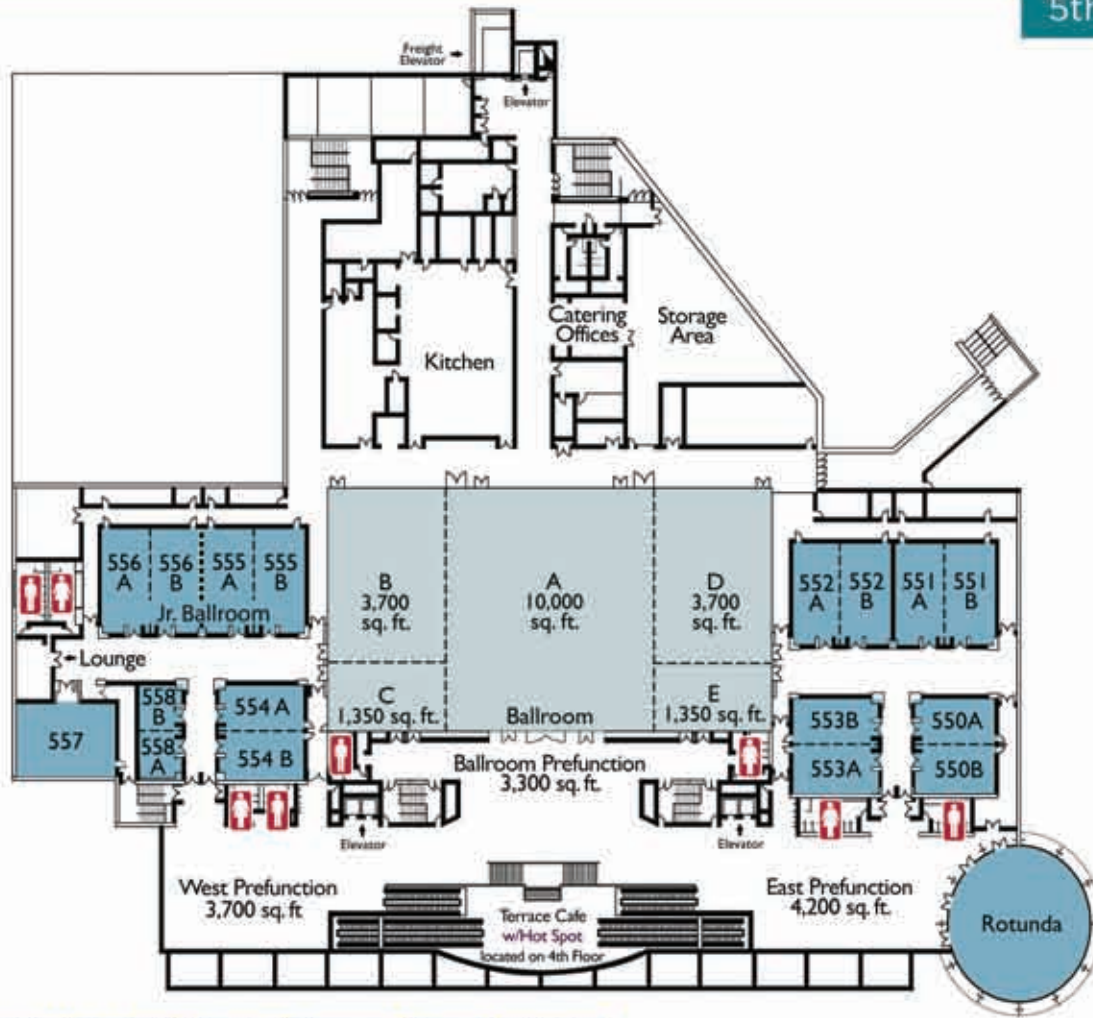 5th
Freight
Elevator
Elevator
Kitchen
Catering
Offices
Storage
Area
556
A
556
B
555
A
555
B
Jr. Ballroom
B
3,700
sq. ft.
A
10,000
sq. ft.
D
3,700
sq. ft.
552
A
552
B
551
A
551
B
Lounge
C
1,350 sq. ft.
Ballroom
E
1,350 sq. ft.
557
558
B
558
A
554 A
554 B
553B
553A
550A
550B
Ballroom Prefunction
3,300 sq. ft.
Elevator
Elevator
West Prefunction
3,700 sq. ft
East Prefunction
4,200 sq. ft.
Terrace Cafe
w/Hot Spot
located on 4th Floor
Rotunda